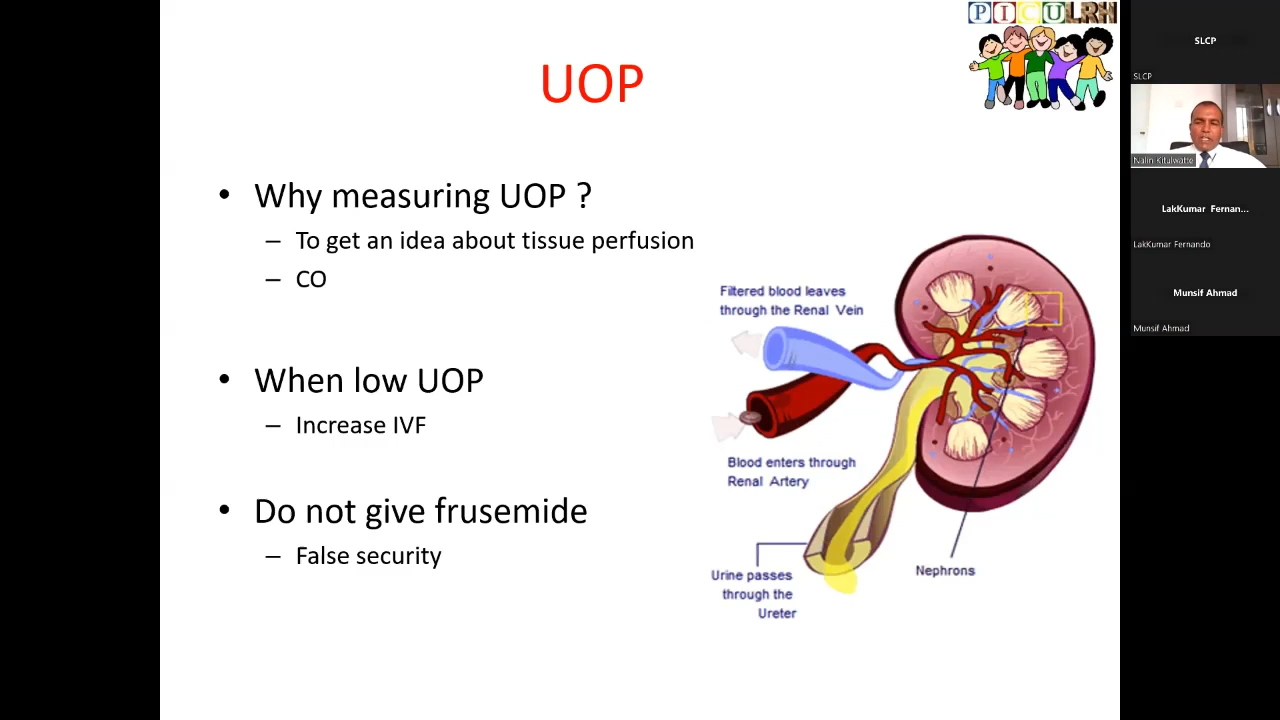 PICULRH
UOP
• Why measuring UOP ?
– To get an idea about tissue perfusion
– CO
• When low UOP
– Increase IVF
• Do not give frusemide
– False security
Filtered blood leaves
through the Renal Vein
Blood enters through
Renal Artery
Urine passes
through the
Ureter
Nephrons
SLCP
SLCP
Nalin Kitulwatte
LakKumar Fernan...
LakKumar Fernando
Munsif Ahmad
Munsif Ahmad